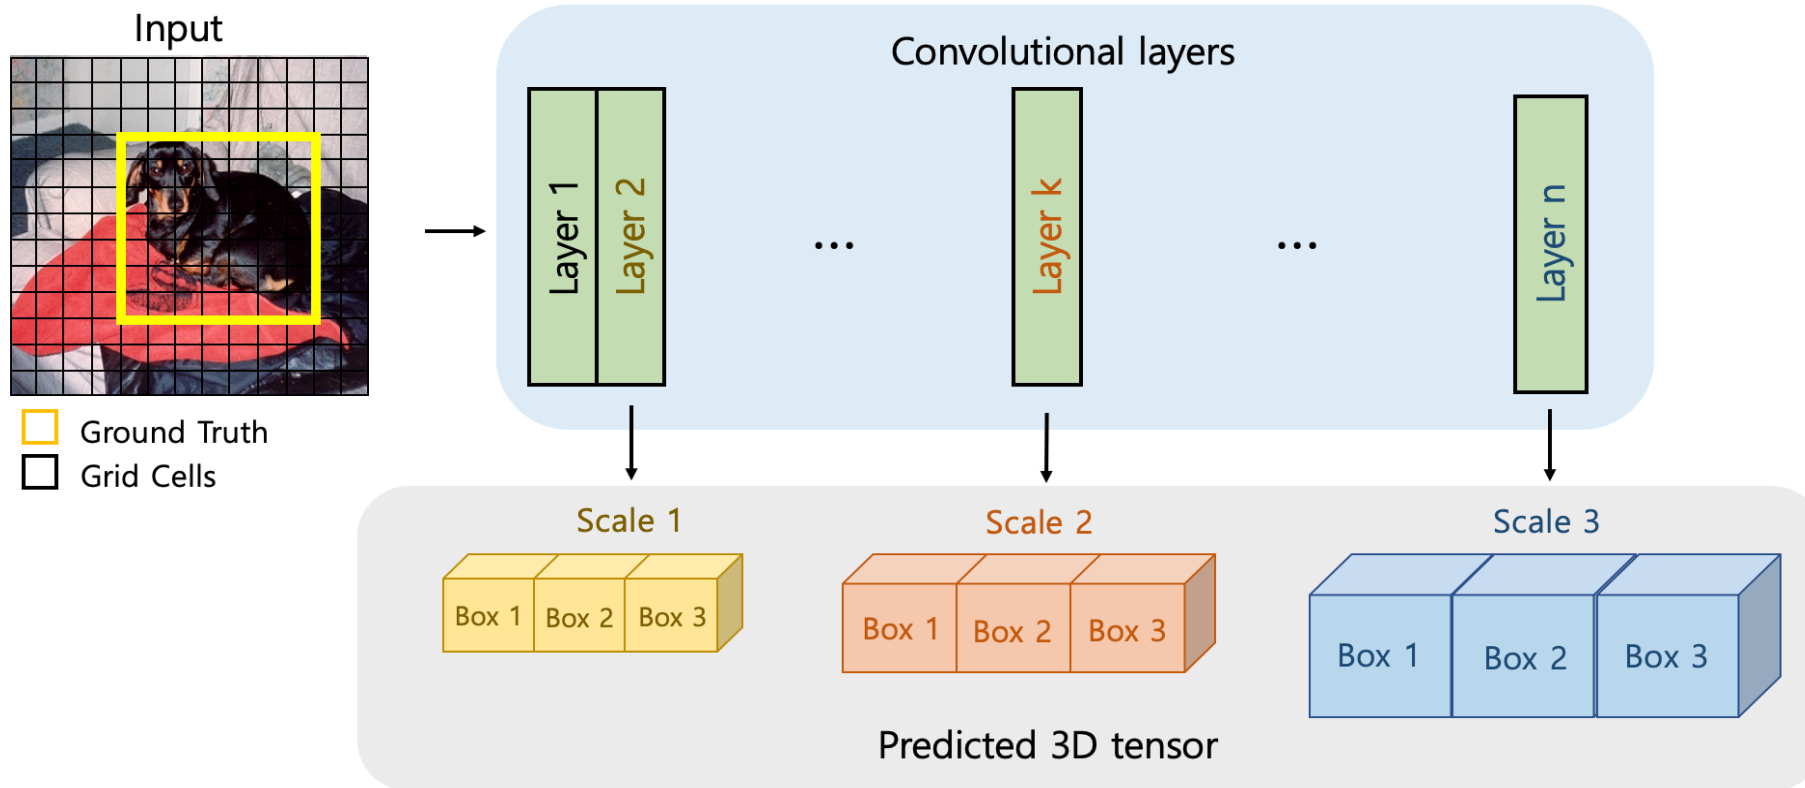 Input
Convolutional layers
Layer 1
Layer 2
...
Layer k
...
Layer n
Ground Truth
Grid Cells
Scale 1
Scale 2
Scale 3
Box 1
Box 2
Box 3
Box 1
Box 2
Box 3
Box 1
Box 2
Box 3
Predicted 3D tensor